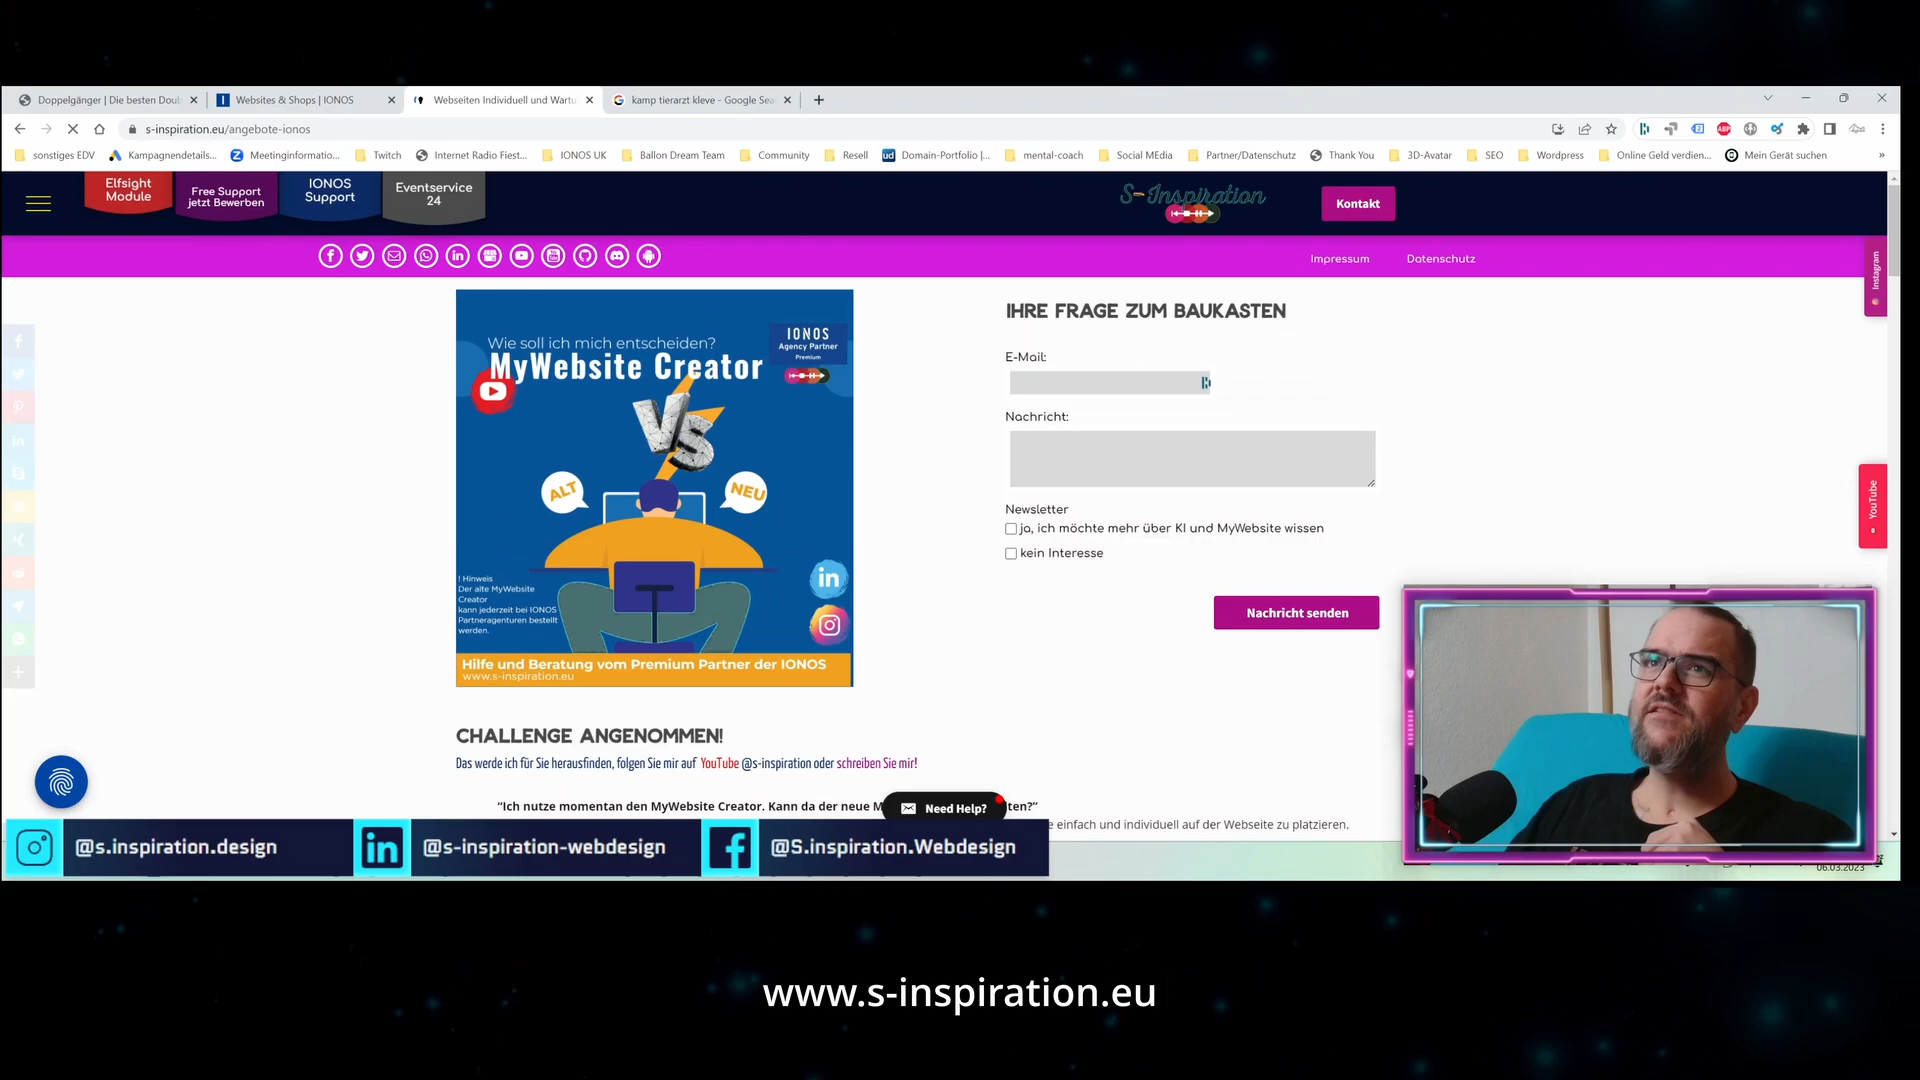 Doppelgänger | Die besten Doub
Websites & Shops | IONOS
Webseiten Individuell und Wartu
kamp tierarzt kleve - Google Sea
s-inspiration.eu/angebote-ionos
sonstiges EDV
Kampagnendetails...
Meetinginformatio...
Twitch
Internet Radio Fiest...
IONOS UK
Ballon Dream Team
Community
Resell
Domain-Portfolio |...
mental-coach
Social MEdia
Partner/Datenschutz
Thank You
3D-Avatar
SEO
Wordpress
Online Geld verdien...
Mein Gerät suchen
Elfsight
Module
Free Support
jetzt Bewerben
IONOS
Support
Eventservice
24
S-Inspiration
Kontakt
Impressum
Datenschutz
Instagram
Wie soll ich mich entscheiden?
MyWebsite Creator
IONOS
Agency Partner
Premium
VS
ALT
NEU
! Hinweis
Der alte MyWebsite
Creator
kann jederzeit bei IONOS
Partneragenturen bestellt
werden.
Hilfe und Beratung vom Premium Partner der IONOS
www.s-inspiration.eu
IHRE FRAGE ZUM BAUKASTEN
E-Mail:
Nachricht:
Newsletter
ja, ich möchte mehr über KI und MyWebsite wissen
kein Interesse
Nachricht senden
YouTube
CHALLENGE ANGENOMMEN!
Das werde ich für Sie herausfinden, folgen Sie mir auf YouTube @s-inspiration oder schreiben Sie mir!
"Ich nutze momentan den MyWebsite Creator. Kann da der neue M
ten?"
Need Help?
e einfach und individuell auf der Webseite zu platzieren.
@s.inspiration.design
@s-inspiration-webdesign
@S.inspiration.Webdesign
06.03.2023
www.s-inspiration.eu